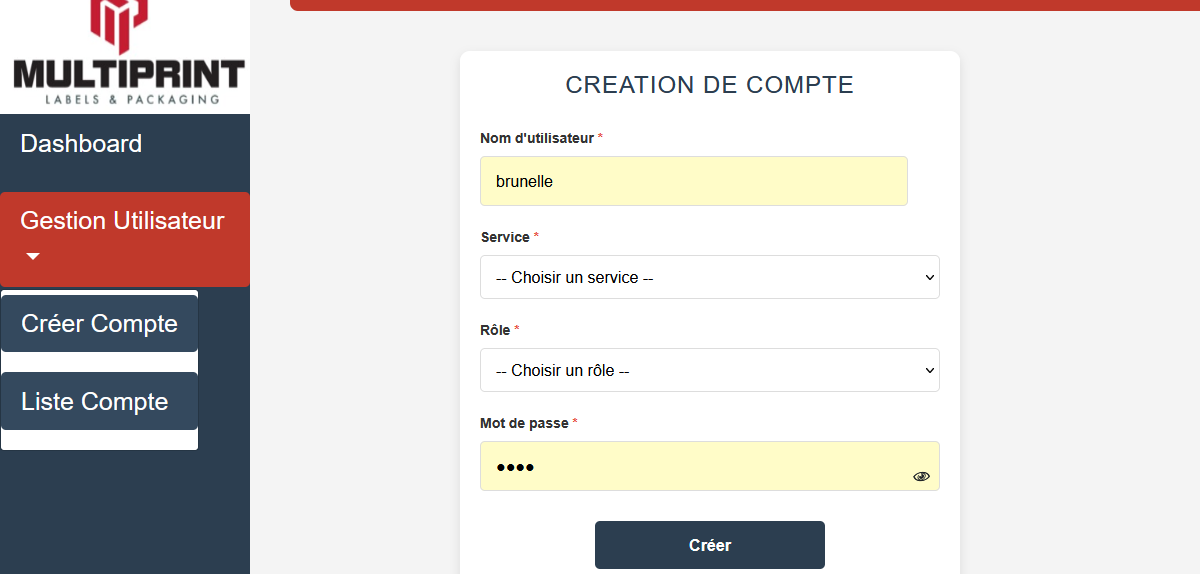 MULTIPRINT
LABELS & PACKAGING
Dashboard
Gestion Utilisateur
Créer Compte
Liste Compte
CREATION DE COMPTE
Nom d'utilisateur *
brunelle
Service *
-- Choisir un service --
Rôle *
-- Choisir un rôle --
Mot de passe *
••••
Créer